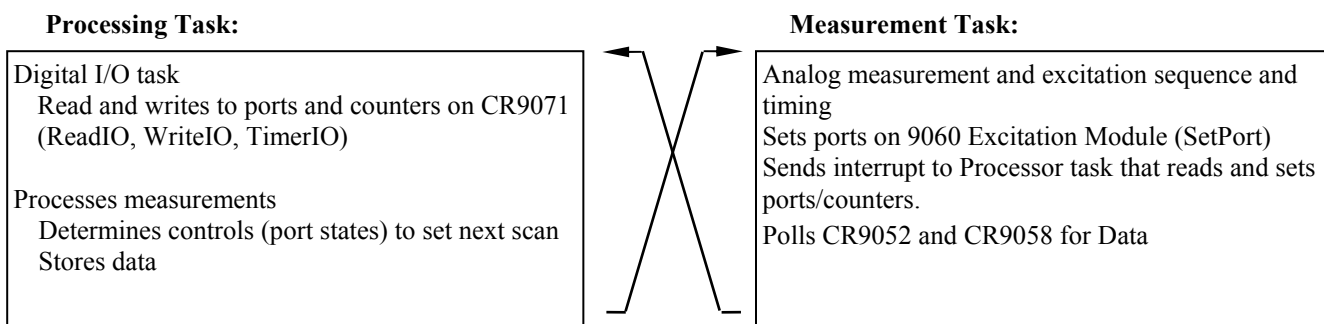 Processing Task:
Digital I/O task
Read and writes to ports and counters on CR9071
(ReadIO, WriteIO, TimerIO)
Processes measurements
Determines controls (port states) to set next scan
Stores data
Measurement Task:
Analog measurement and excitation sequence and
timing
Sets ports on 9060 Excitation Module (SetPort)
Sends interrupt to Processor task that reads and sets
ports/counters.
Polls CR9052 and CR9058 for Data